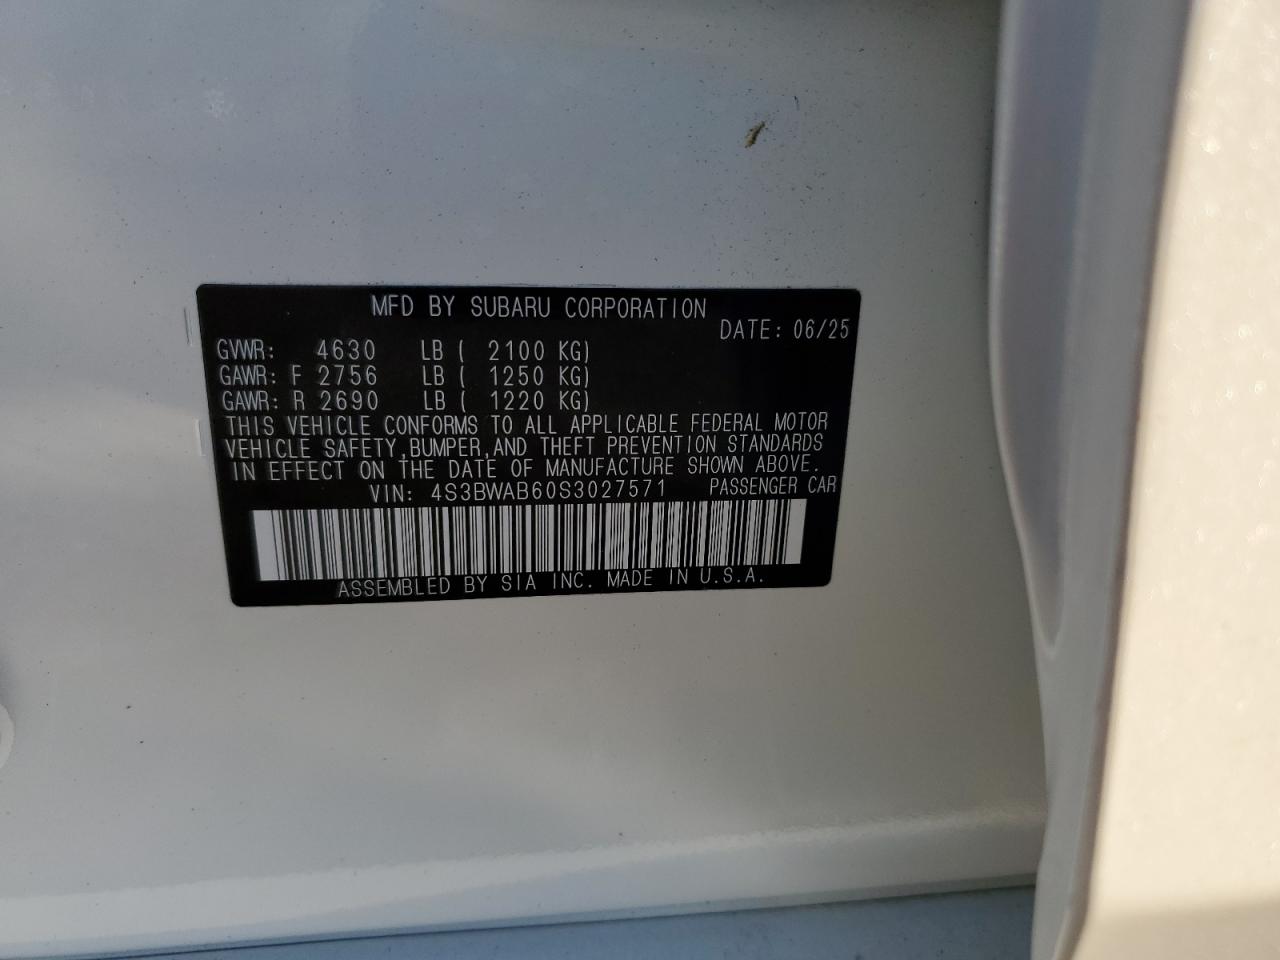 MFD BY SUBARU CORPORATION
DATE: 06/25
GVWR: 4630 LB ( 2100 KG)
GAWR: F 2756 LB ( 1250 KG)
GAWR: R 2690 LB ( 1220 KG)
THIS VEHICLE CONFORMS TO ALL APPLICABLE FEDERAL MOTOR
VEHICLE SAFETY, BUMPER, AND THEFT PREVENTION STANDARDS
IN EFFECT ON THE DATE OF MANUFACTURE SHOWN ABOVE.
VIN: 4S3BWAB60S3027571 PASSENGER CAR
ASSEMBLED BY SIA INC. MADE IN U.S.A.